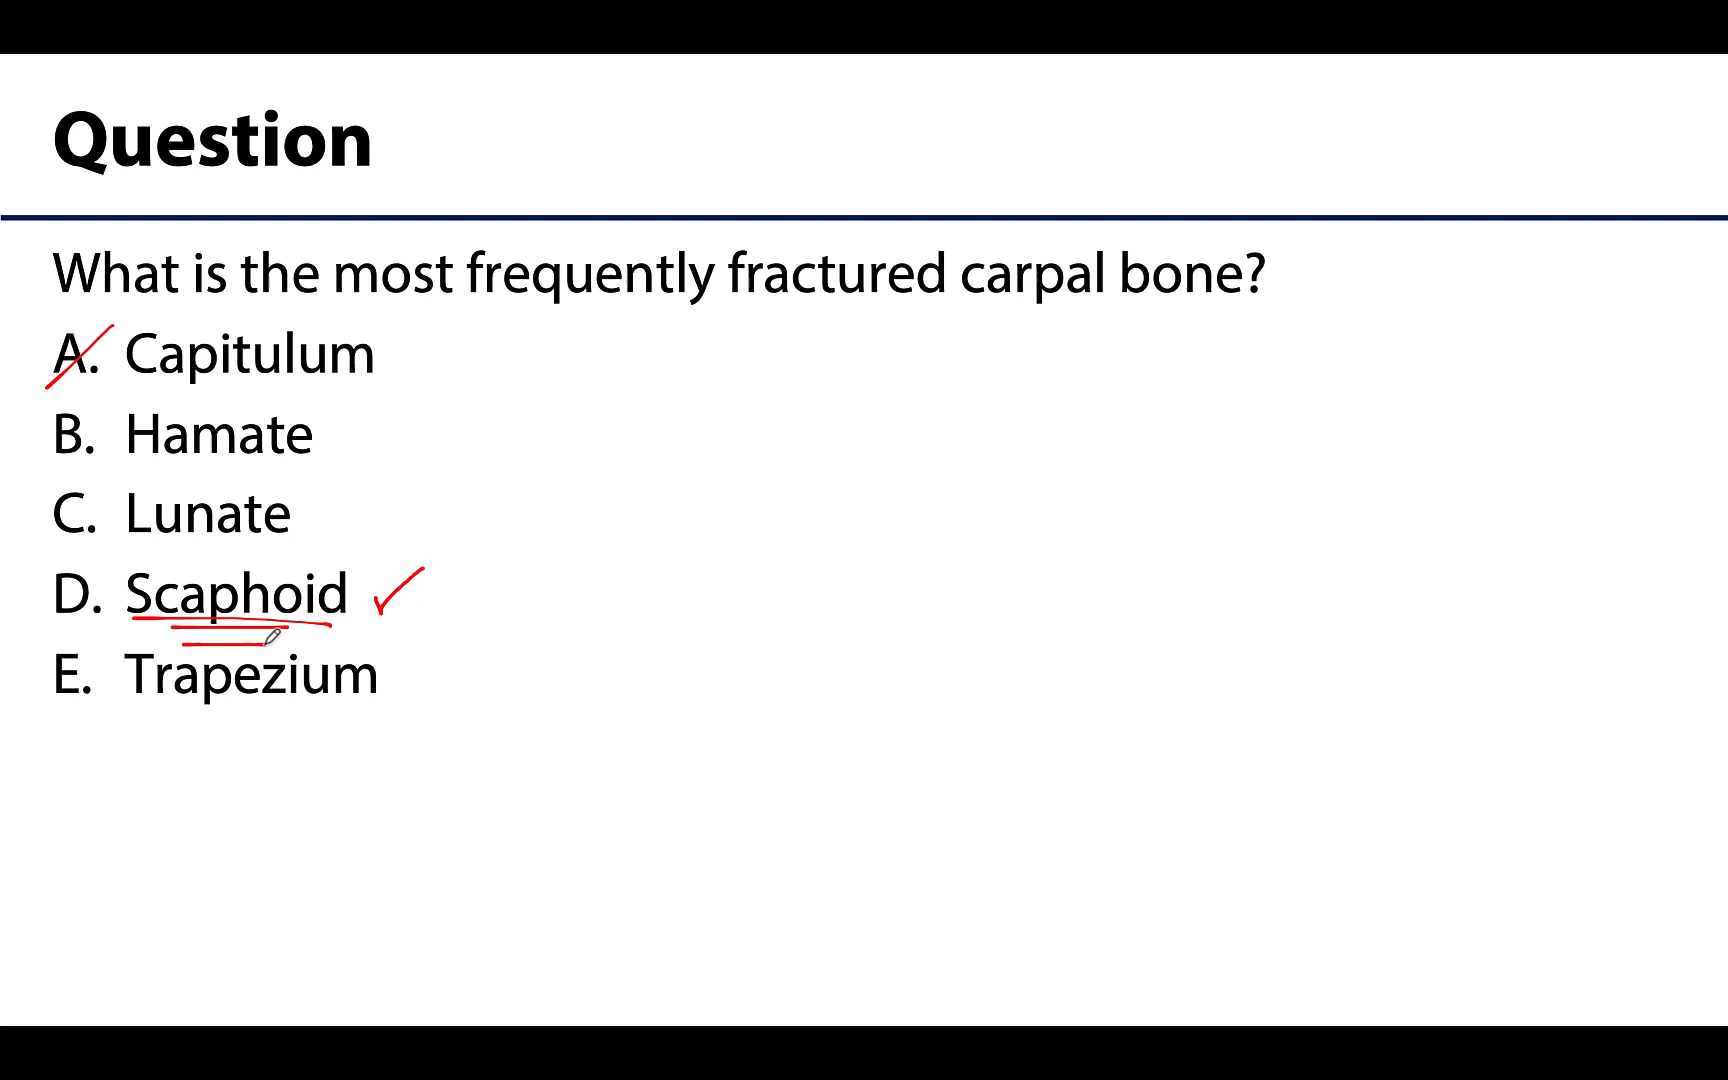 Question
What is the most frequently fractured carpal bone?
A. Capitulum
B. Hamate
C. Lunate
D. Scaphoid
E. Trapezium